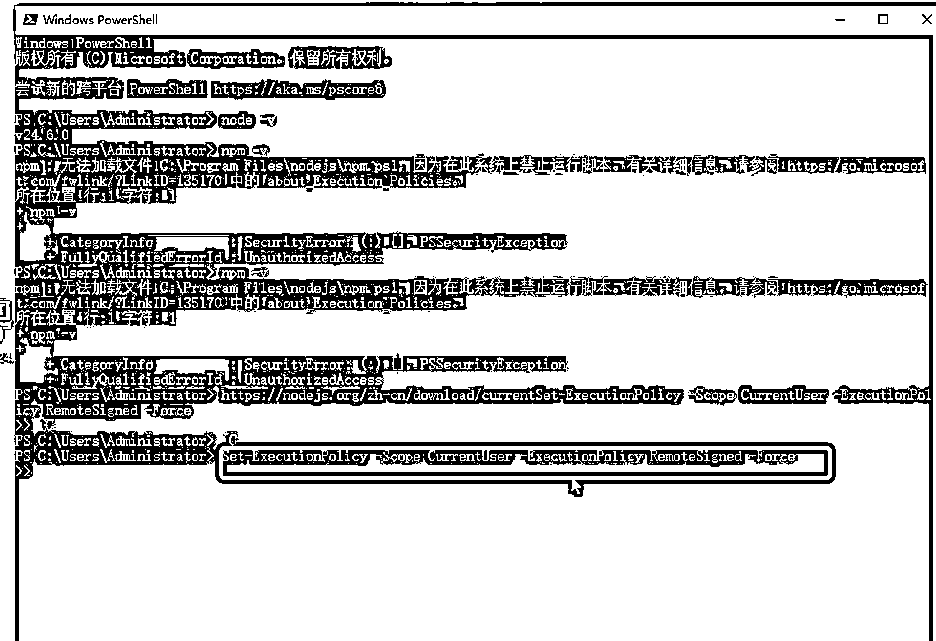 Windows PowerShell
Windows PowerShell
版权所有 (C) Microsoft Corporation。保留所有权利。
尝试新的跨平台 PowerShell https://aka.ms/pscore6
PS C:\Users\Administrator> node -v
v24.6.0
PS C:\Users\Administrator> npm -v
npm : 无法加载文件 C:\Program Files\nodejs\npm.ps1，因为在此系统上禁止运行脚本。有关详细信息，请参阅 https:/go.microsof
t.com/fwlink/?LinkID=135170 中的 about_Execution_Policies。
所在位置 行:1 字符: 1
+ npm -v
+
+ CategoryInfo : SecurityError: (:) []，PSSecurityException
+ FullyQualifiedErrorId : UnauthorizedAccess
PS C:\Users\Administrator> npm -v
npm : 无法加载文件 C:\Program Files\nodejs\npm.ps1，因为在此系统上禁止运行脚本。有关详细信息，请参阅 https:/go.microsof
t.com/fwlink/?LinkID=135170 中的 about_Execution_Policies。
所在位置 行:1 字符: 1
+ npm -v
+
+ CategoryInfo : SecurityError: (:) []，PSSecurityException
+ FullyQualifiedErrorId : UnauthorizedAccess
PS C:\Users\Administrator> https://nodejs.org/zh-cn/download/currentSet-ExecutionPolicy -Scope CurrentUser -ExecutionPol
icy RemoteSigned -Force
>>
PS C:\Users\Administrator> ^C
PS C:\Users\Administrator> Set-ExecutionPolicy -Scope CurrentUser -ExecutionPolicy RemoteSigned -Force
>>